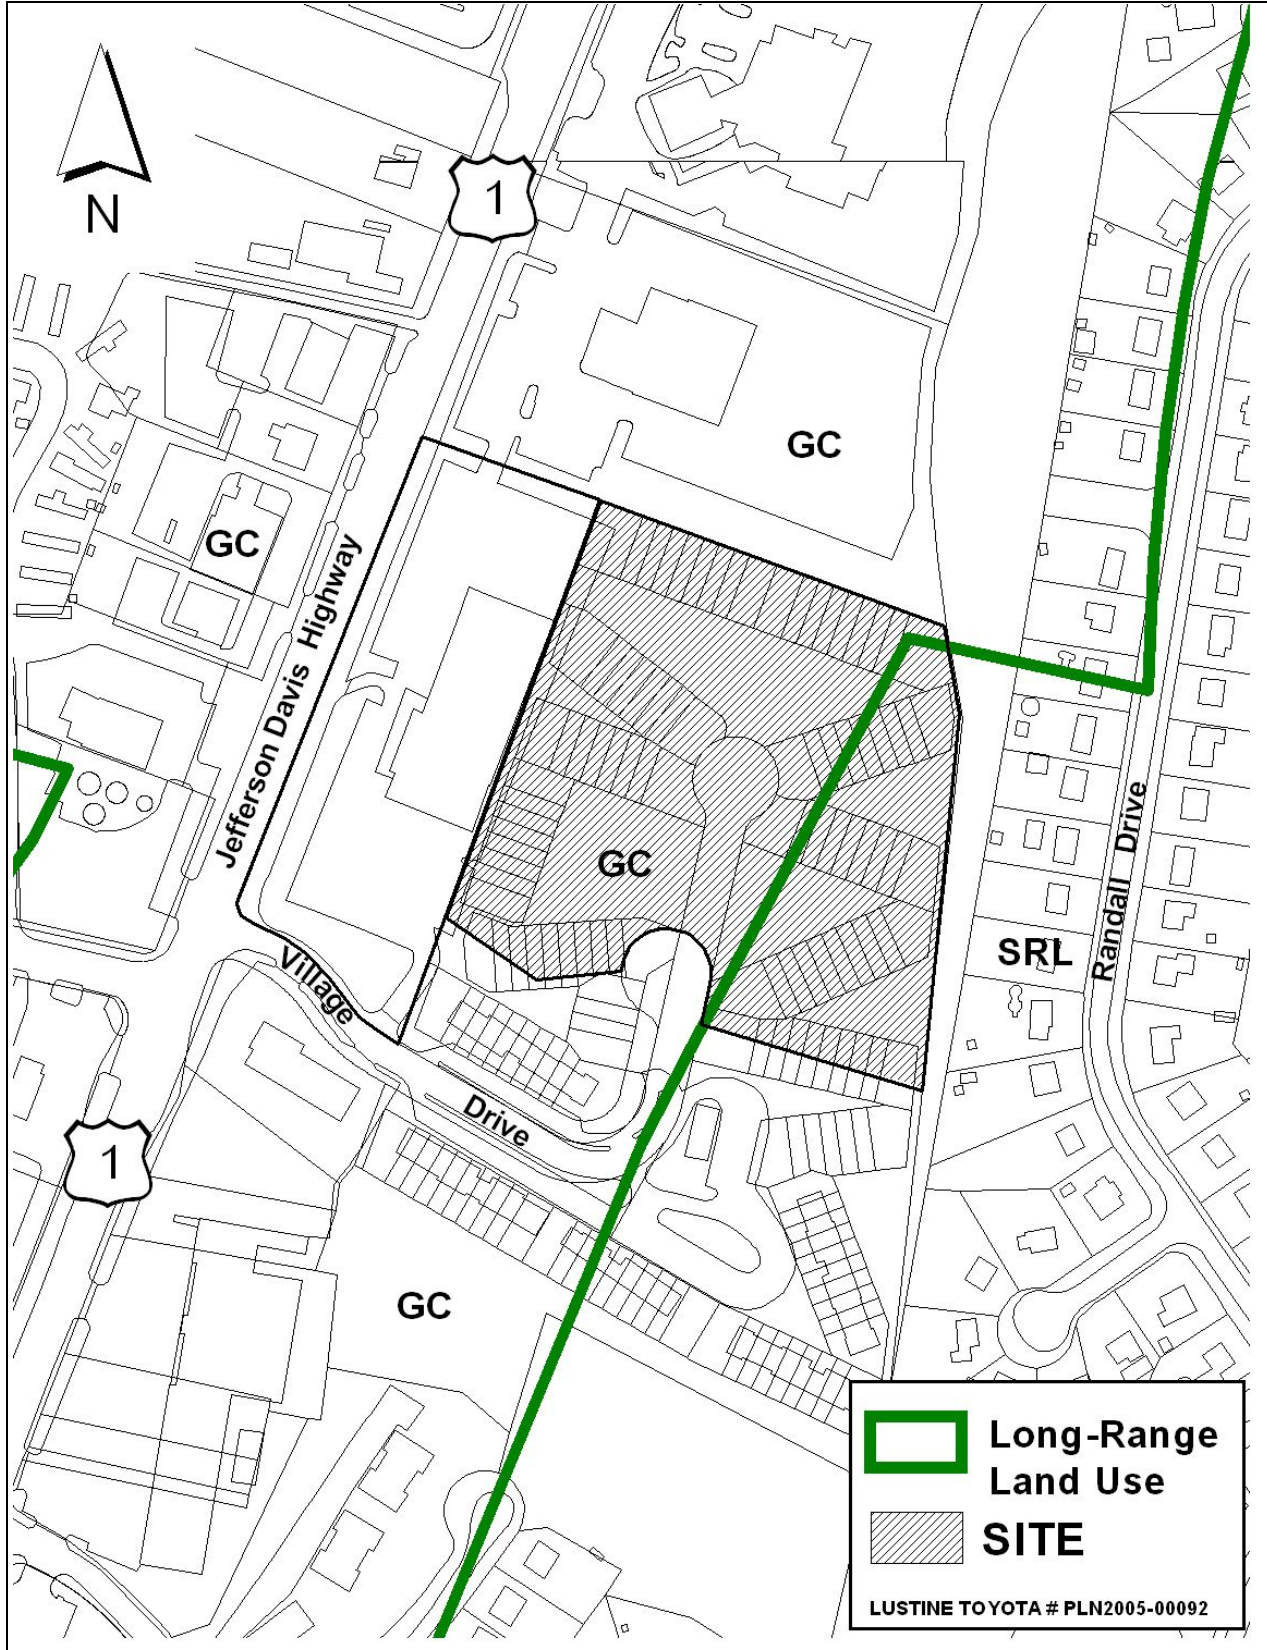 N
1
GC
GC
Jefferson Davis Highway
GC
Randall Drive
SRL
Village
Drive
1
GC
Long-Range
Land Use
SITE
LUSTINE TOYOTA # PLN2005-00092